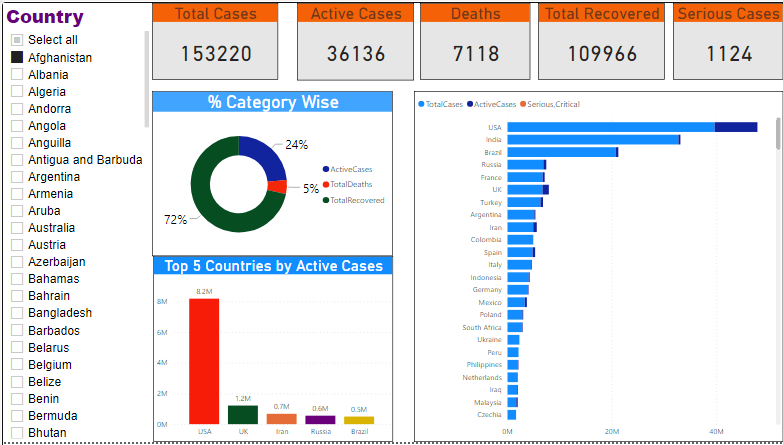 Country
Select all
Afghanistan
Albania
Algeria
Andorra
Angola
Anguilla
Antigua and Barbuda
Argentina
Armenia
Aruba
Australia
Austria
Azerbaijan
Bahamas
Bahrain
Bangladesh
Barbados
Belarus
Belgium
Belize
Benin
Bermuda
Bhutan
Total Cases
153220
Active Cases
36136
Deaths
7118
Total Recovered
109966
Serious Cases
1124
% Category Wise
24%
5%
72%
ActiveCases
TotalDeaths
TotalRecovered
Top 5 Countries by Active Cases
8M
6M
4M
2M
0M
8.2M
1.2M
0.7M
0.6M
0.5M
USA
UK
Iran
Russia
Brazil
TotalCases ActiveCases Serious,Critical
USA
India
Brazil
Russia
France
UK
Turkey
Argentina
Iran
Colombia
Spain
Italy
Indonesia
Germany
Mexico
Poland
South Africa
Ukraine
Peru
Philippines
Netherlands
Iraq
Malaysia
Czechia
0M 20M 40M